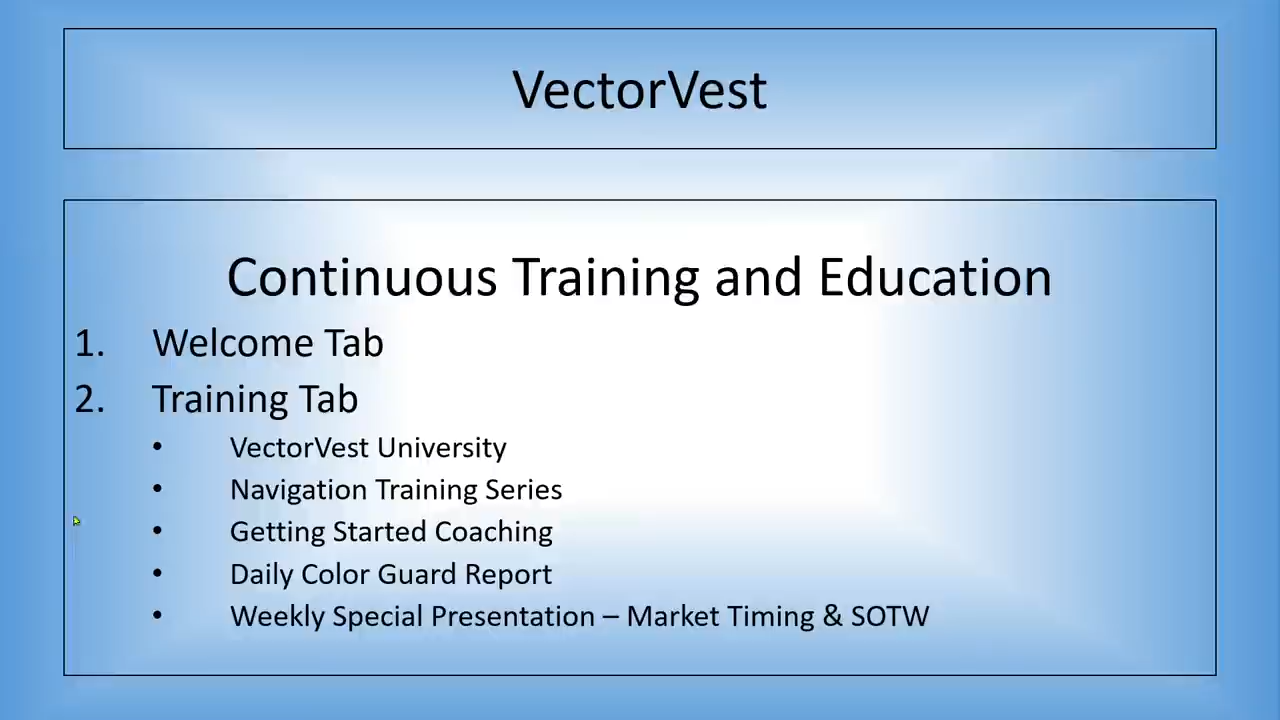 VectorVest
Continuous Training and Education
1. Welcome Tab
2. Training Tab
• VectorVest University
• Navigation Training Series
• Getting Started Coaching
• Daily Color Guard Report
• Weekly Special Presentation – Market Timing & SOTW